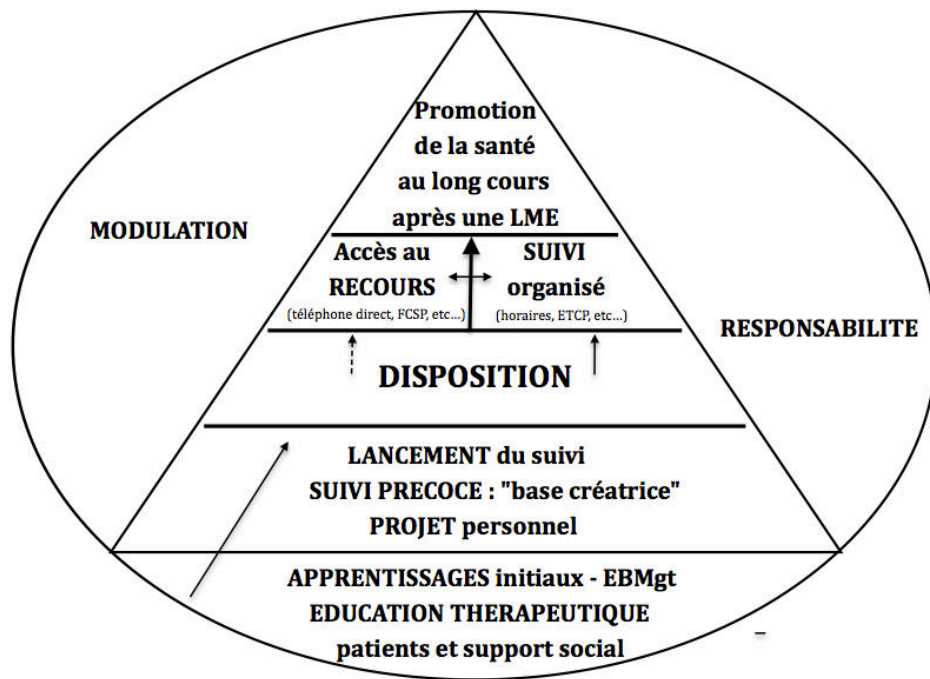 Promotion
de la santé
au long cours
après une LME
MODULATION
Accès au
RECOURS
(téléphone direct, FCSP, etc...)
SUIVI
organisé
(horaires, ETCP, etc...)
RESPONSABILITE
DISPOSITION
LANCEMENT du suivi
SUIVI PRECOCE : "base créatrice"
PROJET personnel
APPRENTISSAGES initiaux - EBMgt
EDUCATION THERAPEUTIQUE
patients et support social